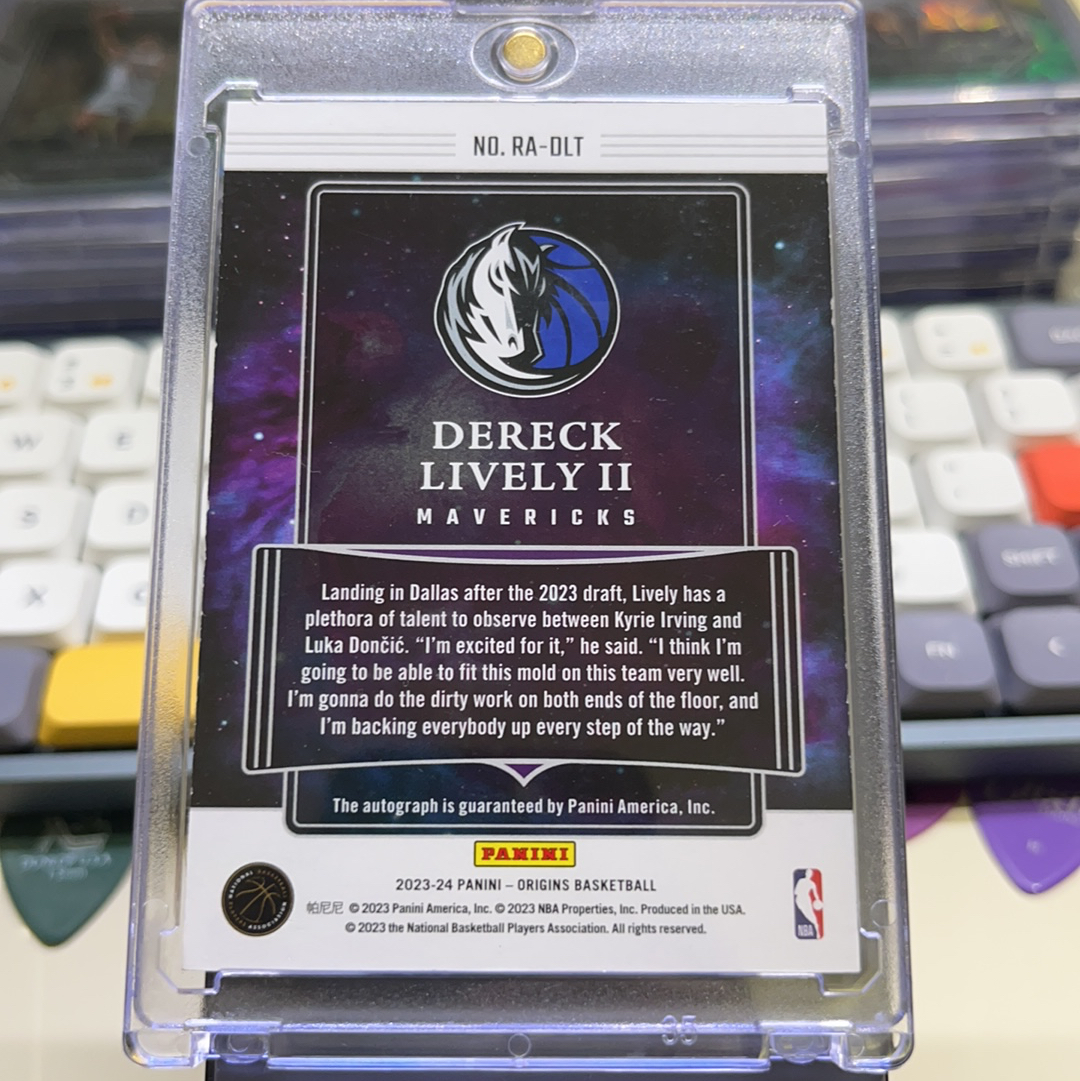 NO. RA-DLT
DERECK
LIVELY II
MAVERICKS
Landing in Dallas after the 2023 draft, Lively has a
plethora of talent to observe between Kyrie Irving and
Luka Dončić. “I’m excited for it,” he said. “I think I’m
going to be able to fit this mold on this team very well.
I’m gonna do the dirty work on both ends of the floor, and
I’m backing everybody up every step of the way.”
The autograph is guaranteed by Panini America, Inc.
PANINI
2023-24 PANINI – ORIGINS BASKETBALL
帕尼尼 © 2023 Panini America, Inc. © 2023 NBA Properties, Inc. Produced in the USA.
© 2023 the National Basketball Players Association. All rights reserved.
NBA
35
W
E
S
D
X
SHIFT
FN